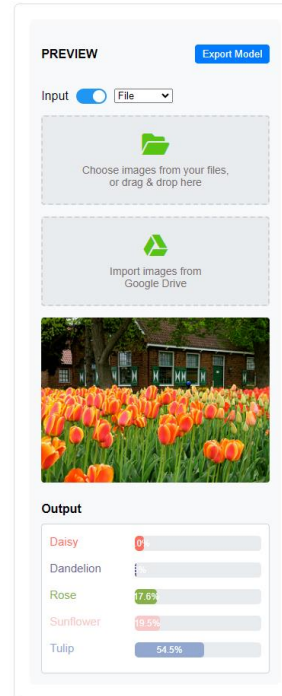 PREVIEW
Export Model
Input
File
Choose images from your files,
or drag & drop here
Import images from
Google Drive
Output
Daisy
Dandelion
Rose 17.6%
Sunflower 19.5%
Tulip 54.5%